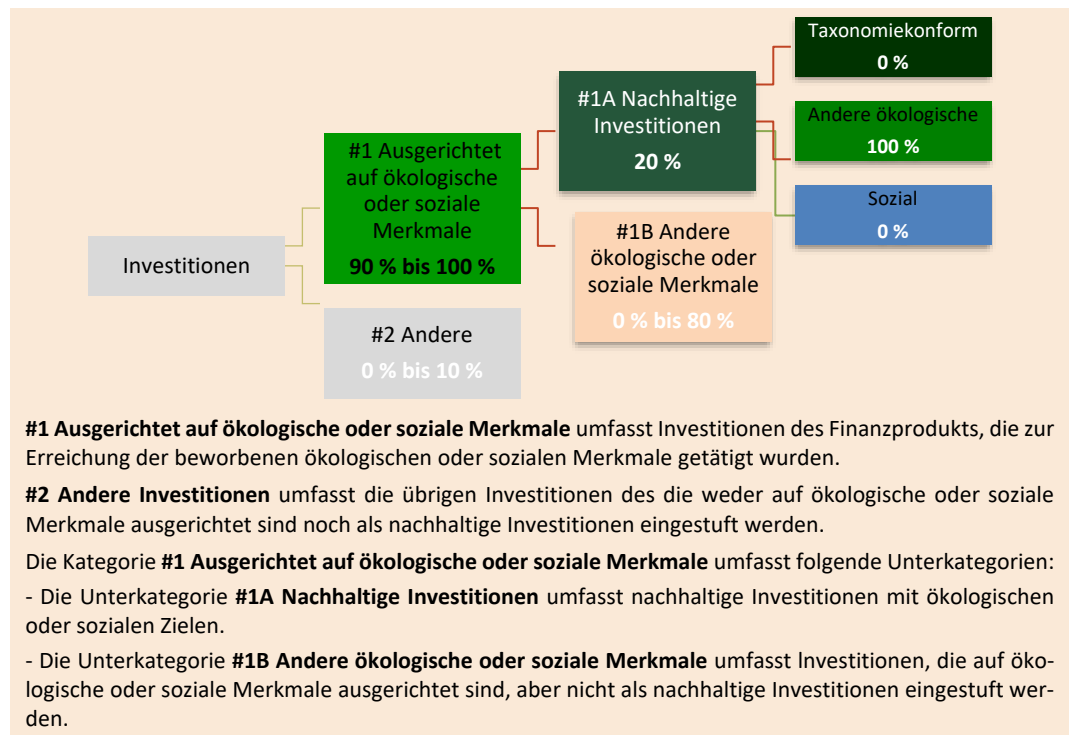 Taxonomiekonform
0 %
#1A Nachhaltige
Investitionen
20 %
Andere ökologische
100 %
#1 Ausgerichtet
auf ökologische
oder soziale
Merkmale
90 % bis 100 %
Sozial
0 %
#1B Andere
ökologische oder
soziale Merkmale
0 % bis 80 %
Investitionen
#2 Andere
0 % bis 10 %
#1 Ausgerichtet auf ökologische oder soziale Merkmale umfasst Investitionen des Finanzprodukts, die zur
Erreichung der beworbenen ökologischen oder sozialen Merkmale getätigt wurden.
#2 Andere Investitionen umfasst die übrigen Investitionen des die weder auf ökologische oder soziale
Merkmale ausgerichtet sind noch als nachhaltige Investitionen eingestuft werden.
Die Kategorie #1 Ausgerichtet auf ökologische oder soziale Merkmale umfasst folgende Unterkategorien:
- Die Unterkategorie #1A Nachhaltige Investitionen umfasst nachhaltige Investitionen mit ökologischen
oder sozialen Zielen.
- Die Unterkategorie #1B Andere ökologische oder soziale Merkmale umfasst lnvestitionen, die auf öko-
logische oder soziale Merkmale ausgerichtet sind, aber nicht als nachhaltige Investitionen eingestuft wer-
den.